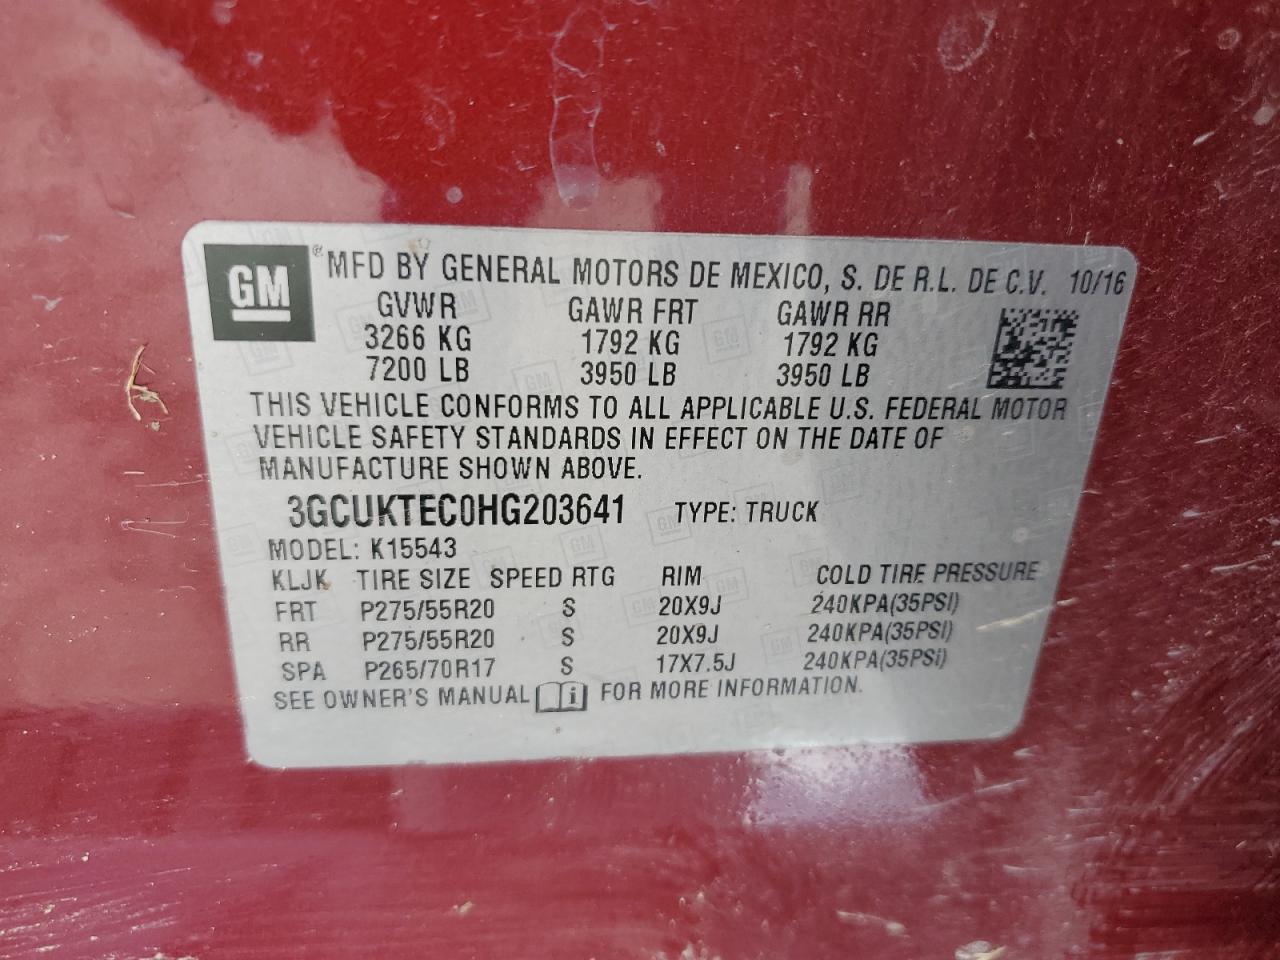 GM ® MFD BY GENERAL MOTORS DE MEXICO, S. DE R.L. DE C.V. 10/16
GVWR GAWR FRT GAWR RR
3266 KG 1792 KG 1792 KG
7200 LB 3950 LB 3950 LB
THIS VEHICLE CONFORMS TO ALL APPLICABLE U.S. FEDERAL MOTOR
VEHICLE SAFETY STANDARDS IN EFFECT ON THE DATE OF
MANUFACTURE SHOWN ABOVE.
3GCUKTEC0HG203641 TYPE: TRUCK
MODEL: K15543
KLJK TIRE SIZE SPEED RTG RIM COLD TIRE PRESSURE
FRT P275/55R20 S 20X9J 240KPA(35PSI)
RR P275/55R20 S 20X9J 240KPA(35PSI)
SPA P265/70R17 S 17X7.5J 240KPA(35PSI)
SEE OWNER'S MANUAL i FOR MORE INFORMATION.